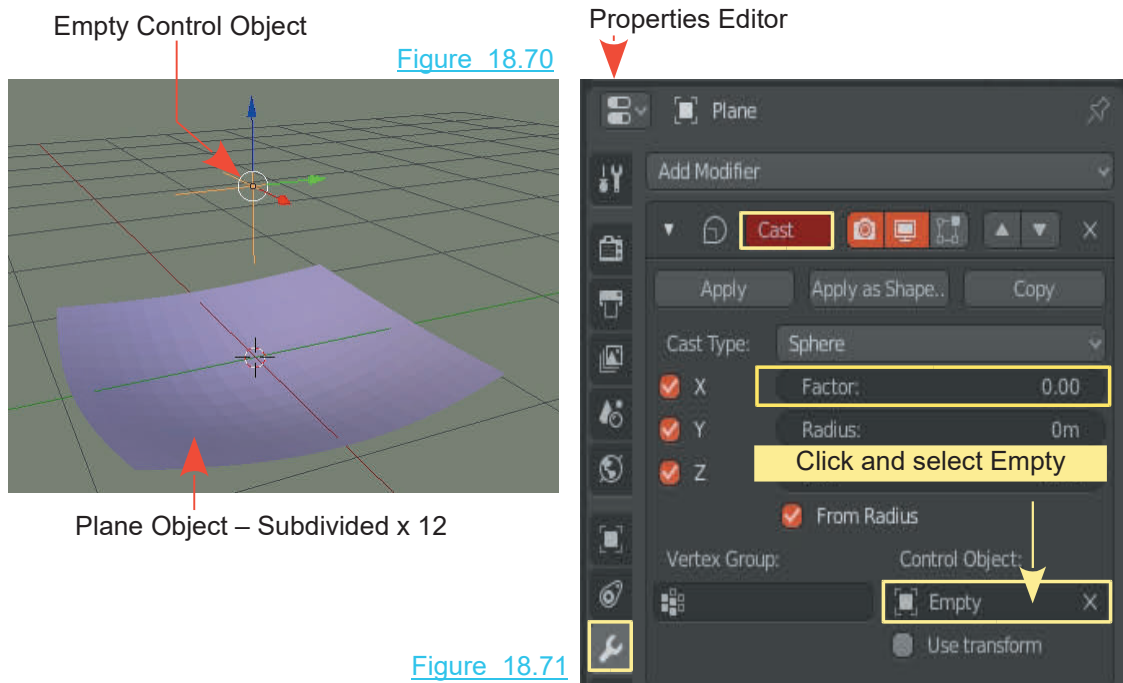 Empty Control Object
Figure 18.70
Plane Object – Subdivided x 12
Figure 18.71
Properties Editor
Plane
Add Modifier
Cast
Apply
Apply as Shape..
Copy
Cast Type:
Sphere
X
Factor:
0.00
Y
Radius:
0m
Z
Click and select Empty
From Radius
Vertex Group:
Control Object:
Empty
Use transform